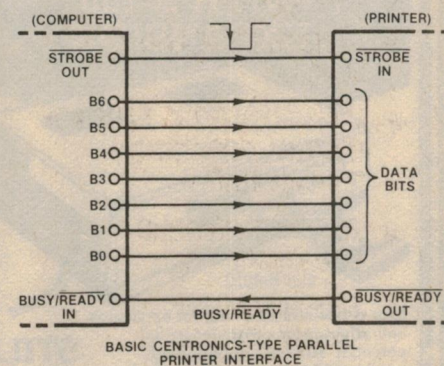 (COMPUTER)
(PRINTER)
STROBE
OUT
STROBE
IN
B6
B5
B4
B3
B2
B1
B0
DATA
BITS
BUSY/READY
IN
BUSY/READY
BUSY/READY
OUT
BASIC CENTRONICS-TYPE PARALLEL
PRINTER INTERFACE